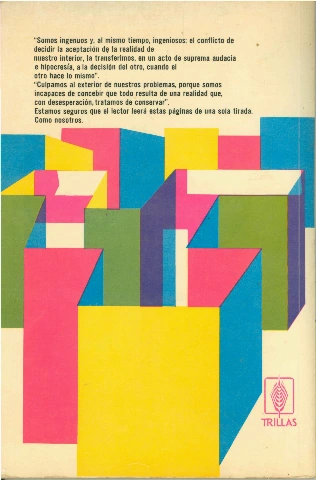 "Somos ingenuos y, al mismo tiempo, ingeniosos: el conflicto de
decidir la aceptación de la realidad de
nuestro interior, la transferimos, en un acto de suprema audacia
e hipocresía, a la decisión del otro, cuando el
otro hace lo mismo".
"Culpamos al exterior de nuestros problemas, porque somos
incapaces de concebir que todo resulta de una realidad que,
con desesperación, tratamos de conservar".
Estamos seguros que el lector leerá estas páginas de una sola tirada.
Como nosotros.
TRILLAS